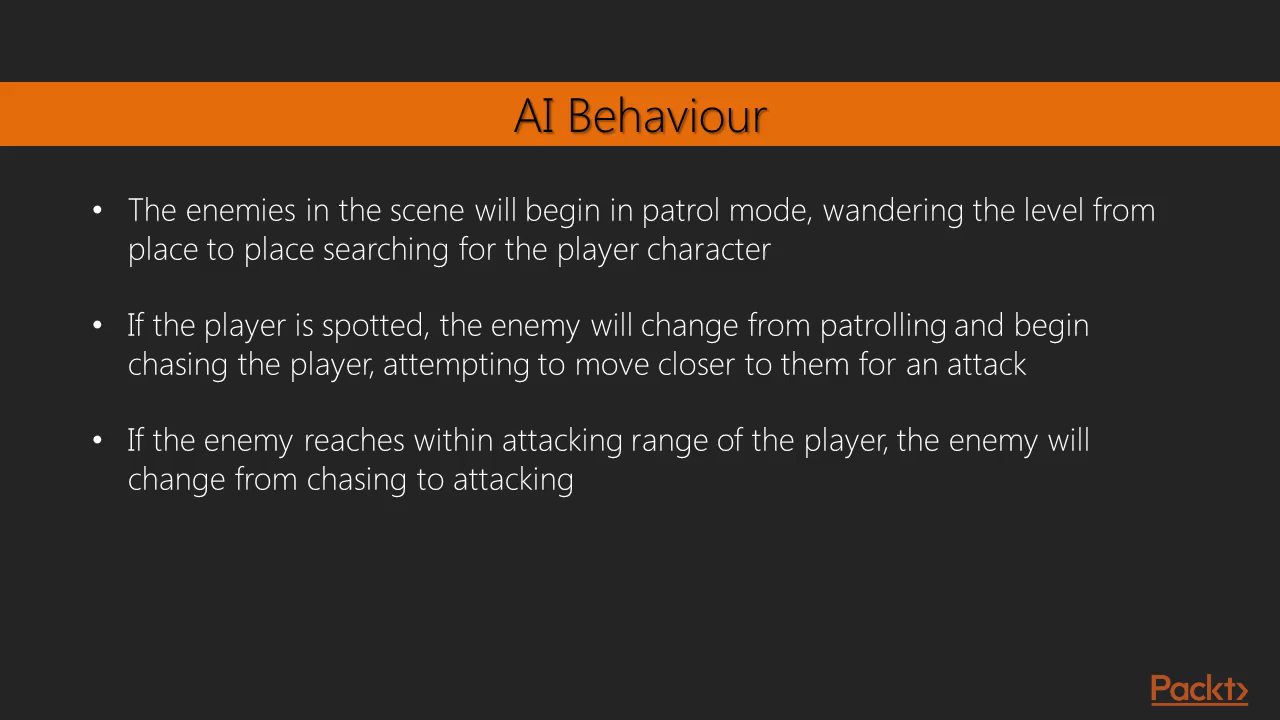 AI Behaviour
• The enemies in the scene will begin in patrol mode, wandering the level from
place to place searching for the player character
• If the player is spotted, the enemy will change from patrolling and begin
chasing the player, attempting to move closer to them for an attack
• If the enemy reaches within attacking range of the player, the enemy will
change from chasing to attacking
Packt>